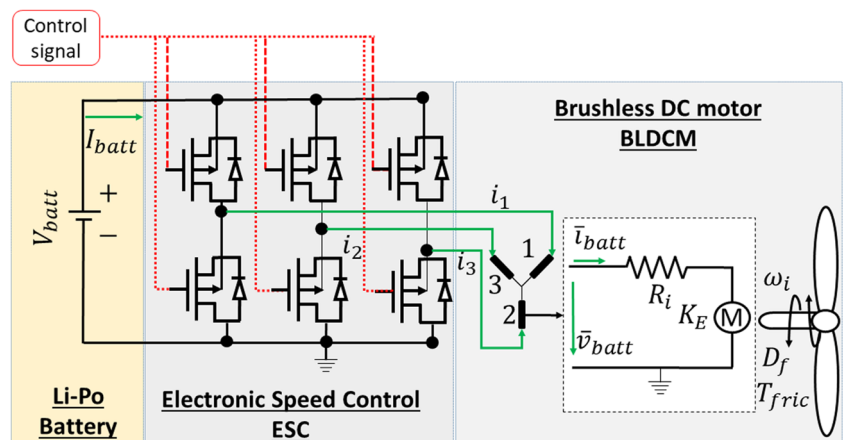 Control
signal
Brushless DC motor
BLDCM
I_batt
V_batt
+
−
i_1
i_2
i_3
1
3
2
i̅_batt
R_i
K_E
M
v̅_batt
ω_i
D_f
T_fric
Li-Po
Battery
Electronic Speed Control
ESC